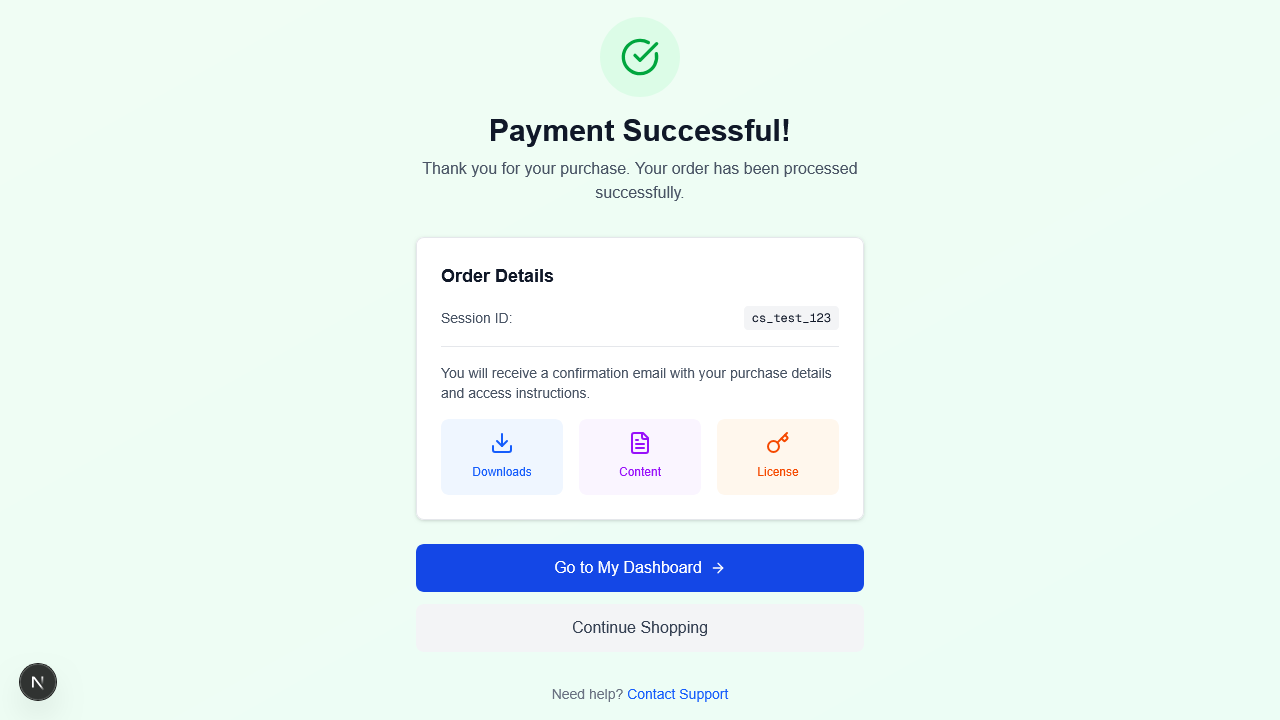 Payment Successful!
Thank you for your purchase. Your order has been processed
successfully.
Order Details
Session ID:
cs_test_123
You will receive a confirmation email with your purchase details
and access instructions.
Downloads
Content
License
Go to My Dashboard
Continue Shopping
N
Need help? Contact Support